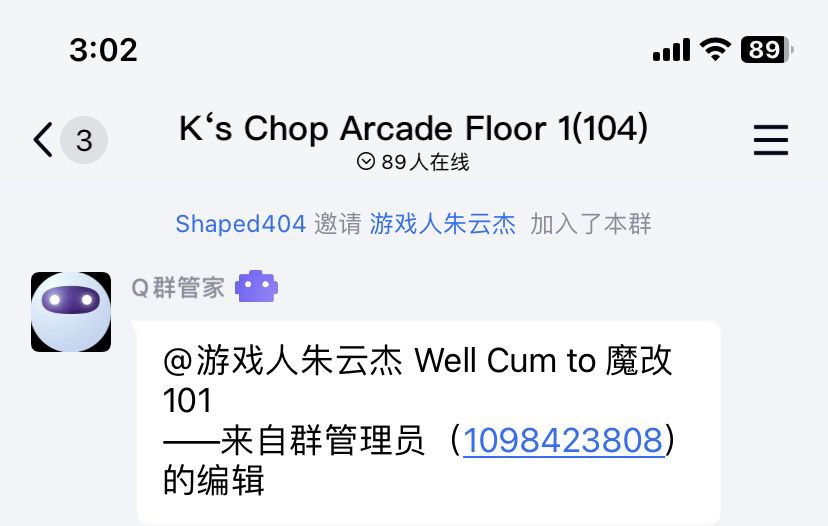 3:02
89
3
K‘s Chop Arcade Floor 1(104)
89人在线
Shaped404 邀请 游戏人朱云杰 加入了本群
Q群管家
@游戏人朱云杰 Well Cum to 魔改
101
——来自群管理员（1098423808）
的编辑